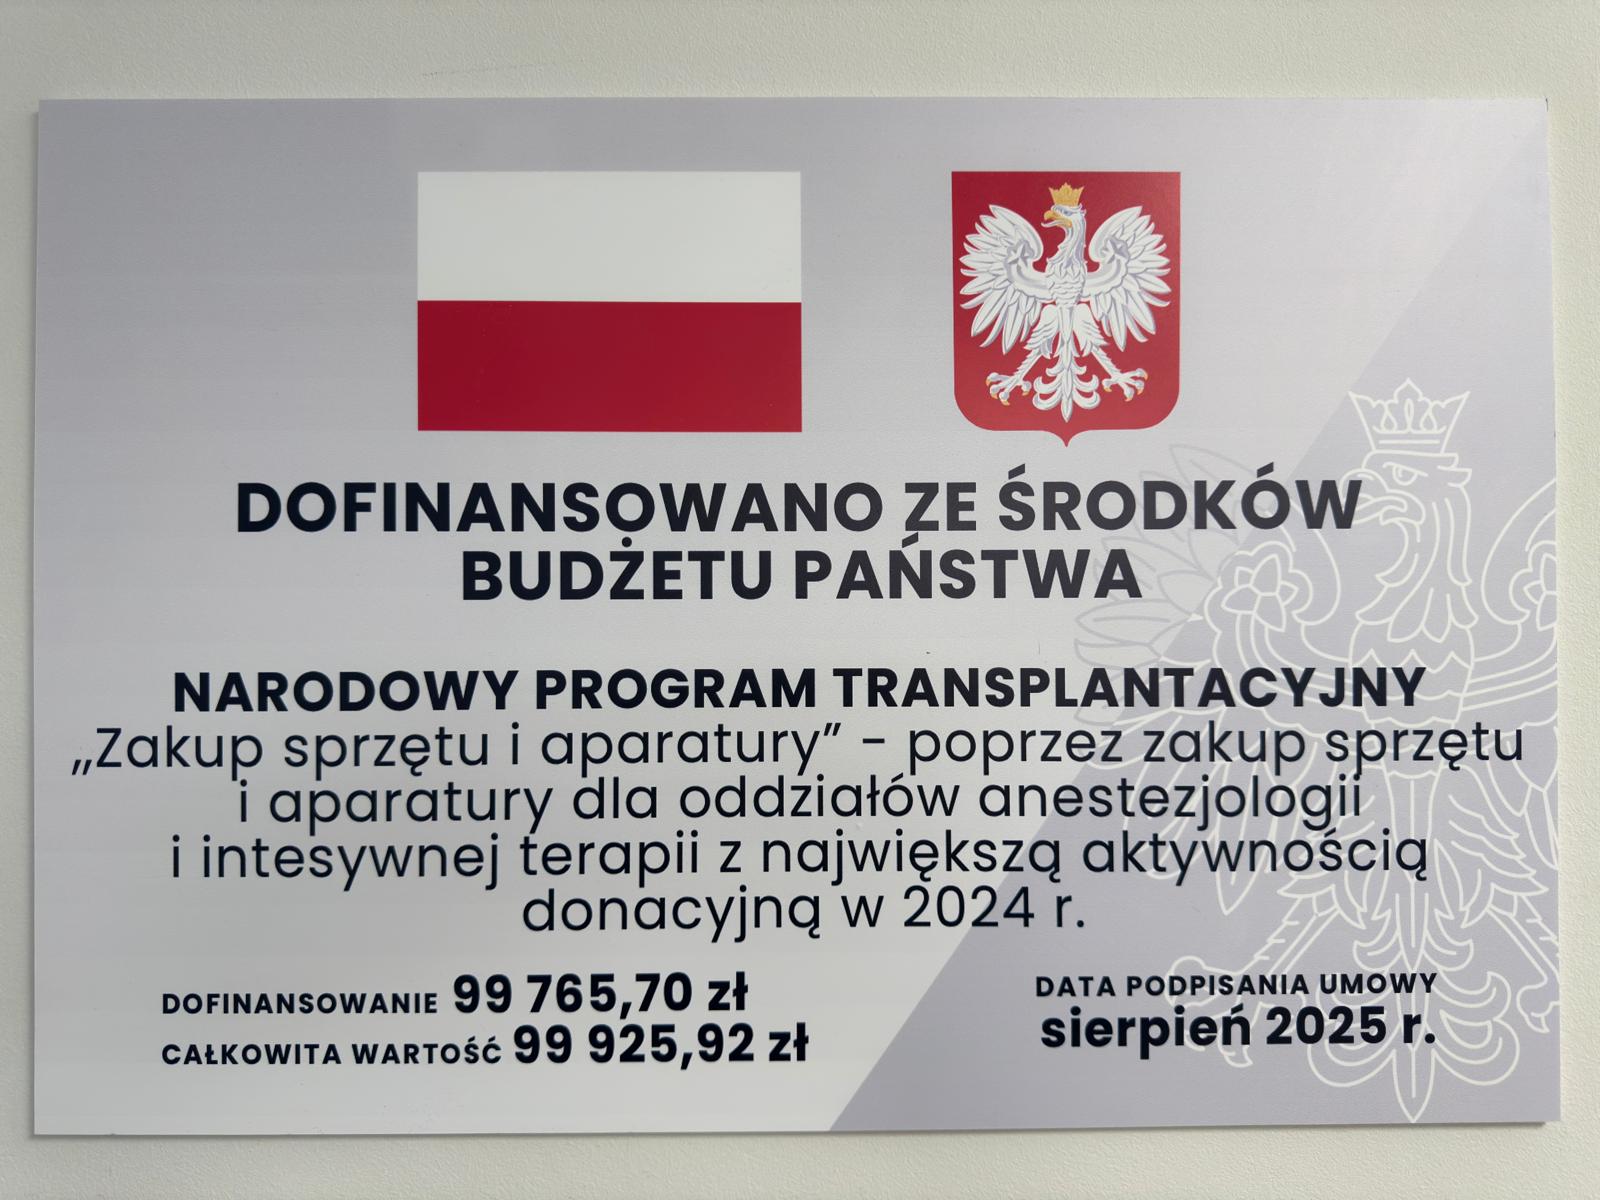 DOFINANSOWANO ZE ŚRODKÓW
BUDŻETU PAŃSTWA
NARODOWY PROGRAM TRANSPLANTACYJNY
„Zakup sprzętu i aparatury” - poprzez zakup sprzętu
i aparatury dla oddziałów anestezjologii
i intesywnej terapii z największą aktywnością
donacyjną w 2024 r.
DOFINANSOWANIE 99 765,70 zł
CAŁKOWITA WARTOŚĆ 99 925,92 zł
DATA PODPISANIA UMOWY
sierpień 2025 r.